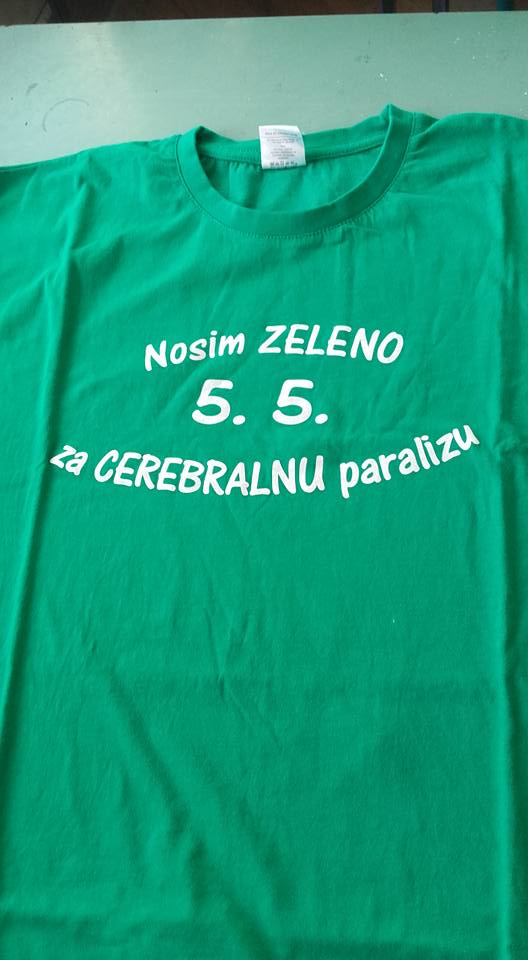 Nosim ZELENO
5. 5.
za CEREBRALNU paralizu